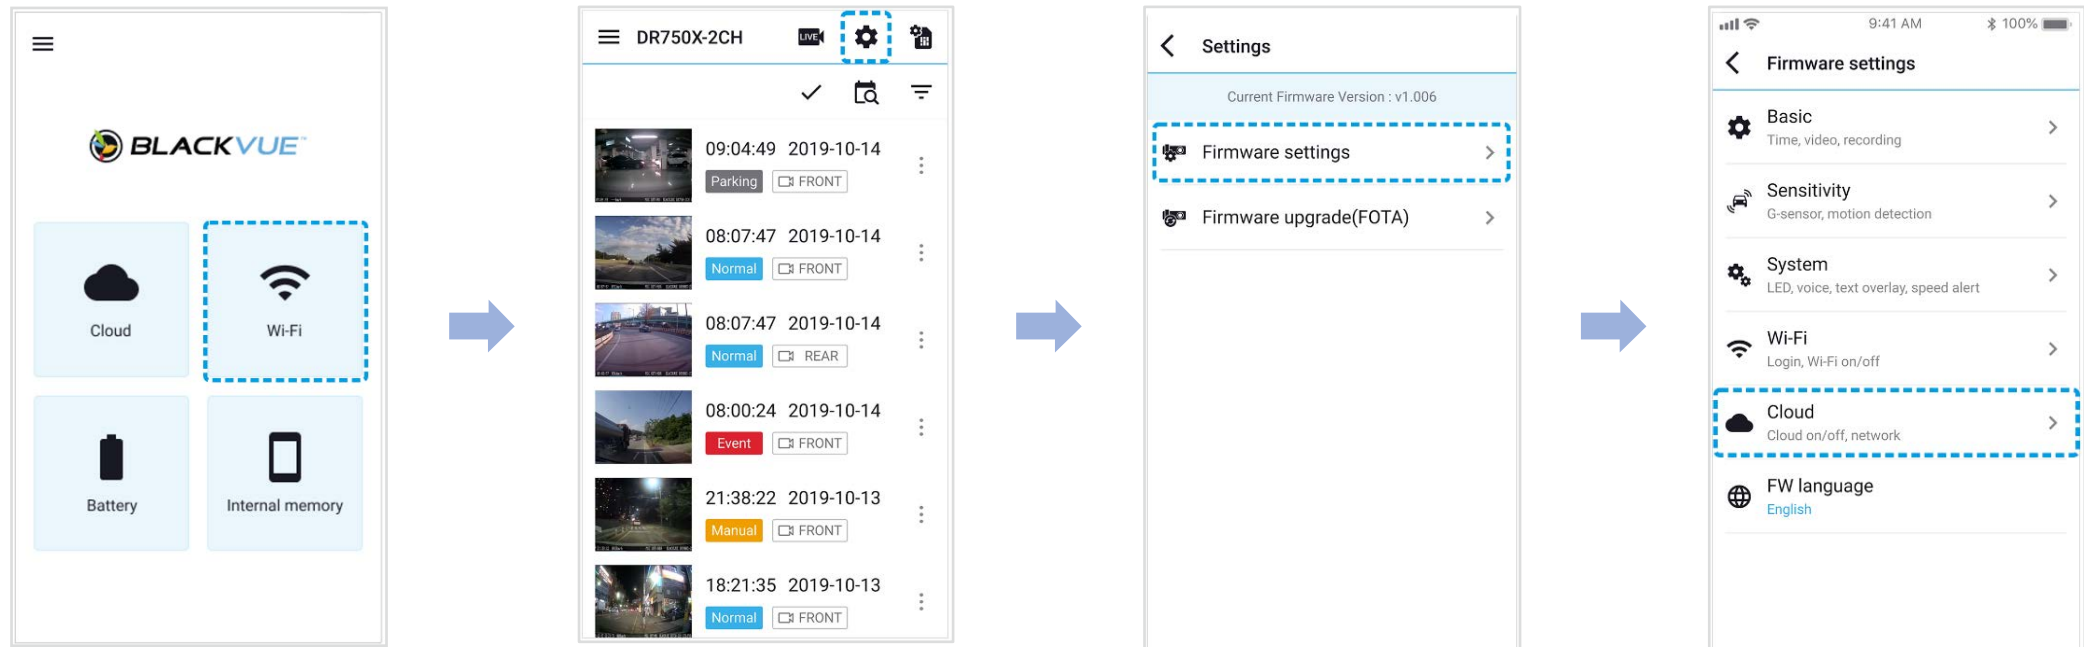 BLACKVUE™
Cloud
Wi-Fi
Battery
Internal memory
DR750X-2CH
LIVE
09:04:49 2019-10-14
Parking FRONT
08:07:47 2019-10-14
Normal FRONT
08:07:47 2019-10-14
Normal REAR
08:00:24 2019-10-14
Event FRONT
21:38:22 2019-10-13
Manual FRONT
18:21:35 2019-10-13
Normal FRONT
Settings
Current Firmware Version : v1.006
Firmware settings
Firmware upgrade(FOTA)
9:41 AM 100%
Firmware settings
Basic
Time, video, recording
Sensitivity
G-sensor, motion detection
System
LED, voice, text overlay, speed alert
Wi-Fi
Login, Wi-Fi on/off
Cloud
Cloud on/off, network
FW language
English